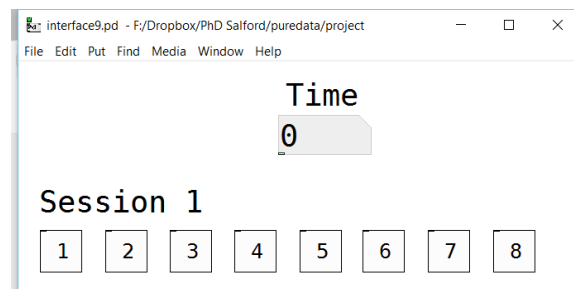 interface9.pd - F:/Dropbox/PhD Salford/puredata/project
File Edit Put Find Media Window Help
Time
0
Session 1
1 2 3 4 5 6 7 8